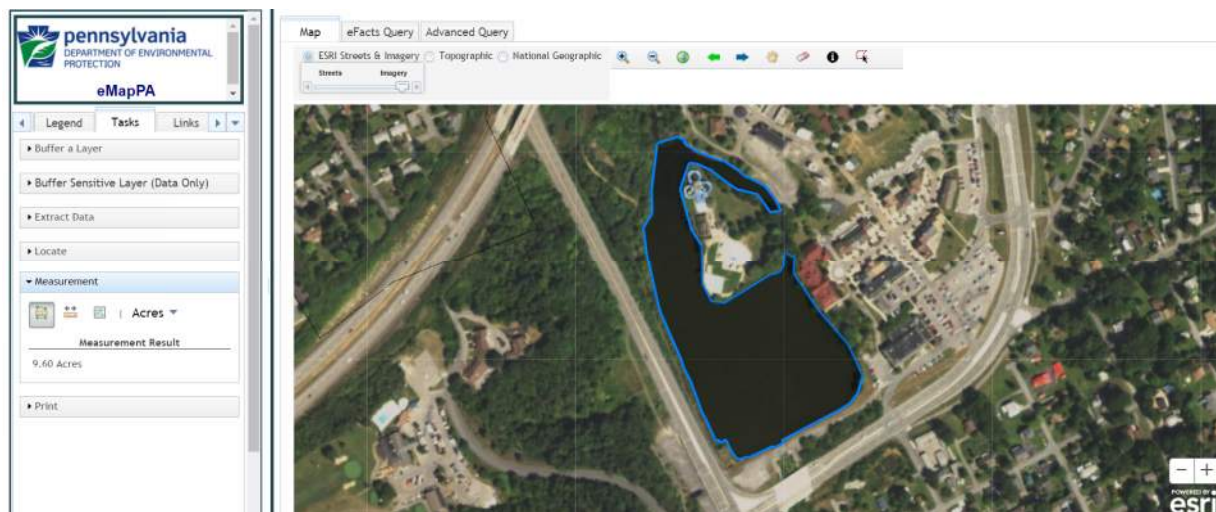 pennsylvania
DEPARTMENT OF ENVIRONMENTAL
PROTECTION
eMapPA
Legend Tasks Links
Buffer a Layer
Buffer Sensitive Layer (Data Only)
Extract Data
Locate
Measurement
Acres
Measurement Result
9.60 Acres
Print
Map eFacts Query Advanced Query
ESRI Streets & Imagery Topographic National Geographic
Streets Imagery
POWERED BY
esri